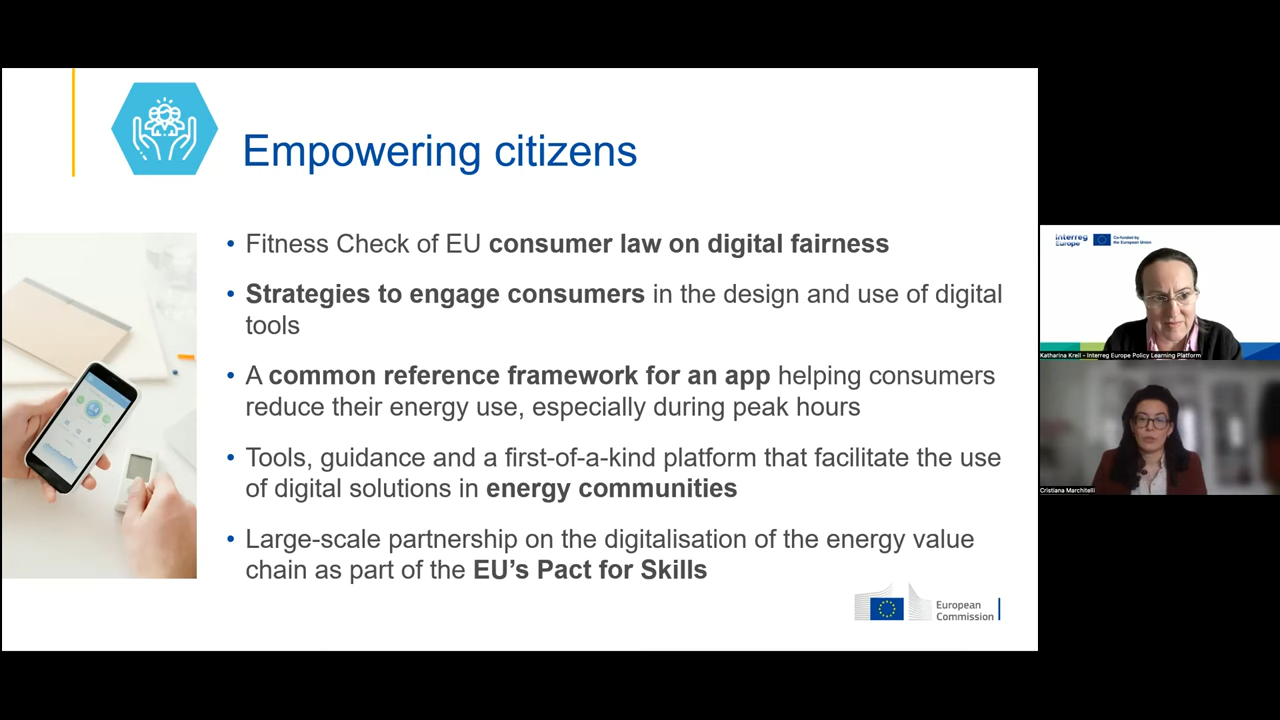 Empowering citizens
• Fitness Check of EU consumer law on digital fairness
• Strategies to engage consumers in the design and use of digital
tools
• A common reference framework for an app helping consumers
reduce their energy use, especially during peak hours
• Tools, guidance and a first-of-a-kind platform that facilitate the use
of digital solutions in energy communities
• Large-scale partnership on the digitalisation of the energy value
chain as part of the EU's Pact for Skills
European
Commission
Interreg
Europe
Co-funded by
the European Union
Katharina Krell - Interreg Europe Policy Learning Platform
Cristiana Marchitelli